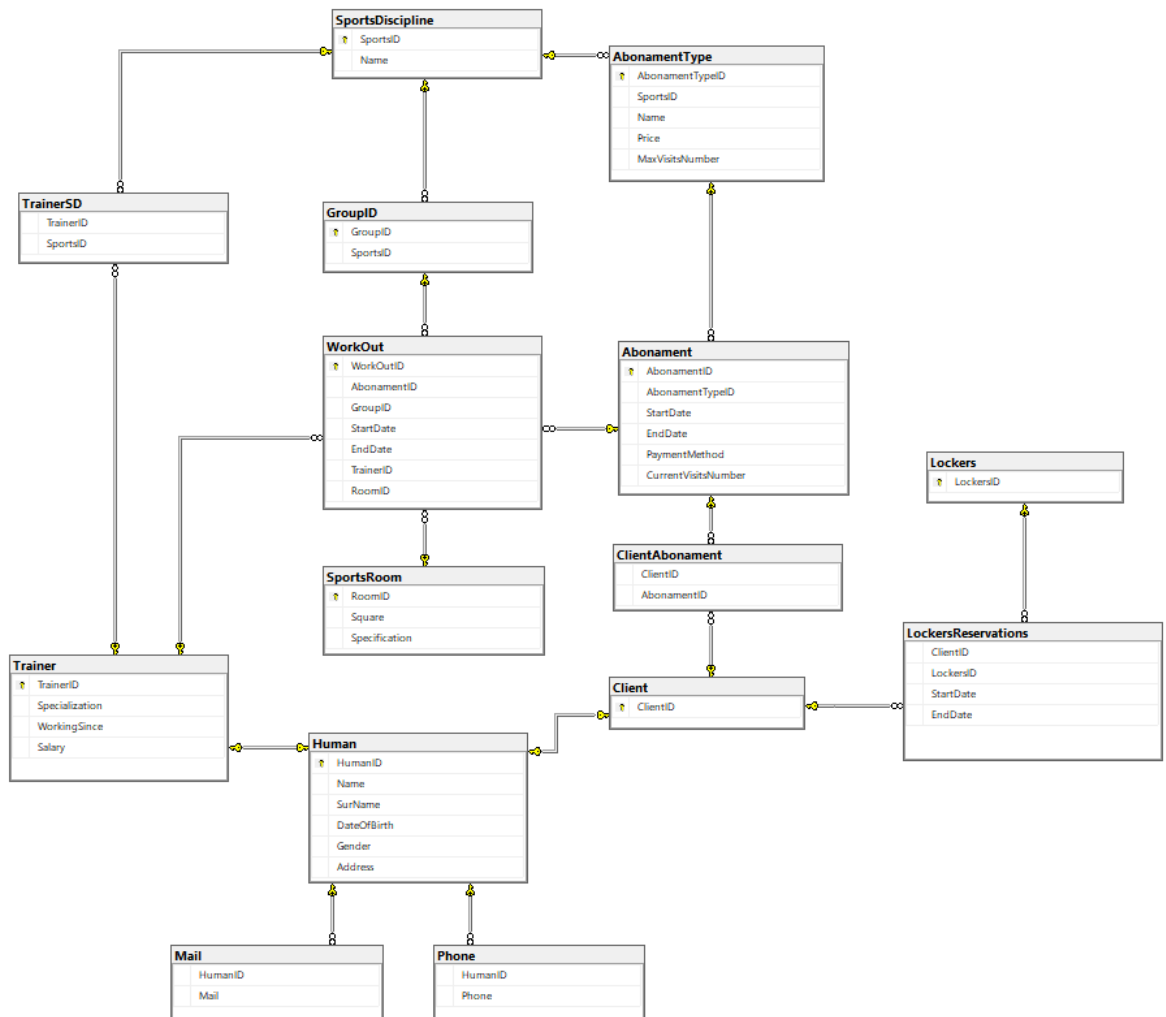 SportsDiscipline
SportsID
Name
AbonamentType
AbonamentTypeID
SportsID
Name
Price
MaxVisitsNumber
TrainerSD
TrainerID
SportsID
GroupID
GroupID
SportsID
WorkOut
WorkOutID
AbonamentID
GroupID
StartDate
EndDate
TrainerID
RoomID
Abonament
AbonamentID
AbonamentTypeID
StartDate
EndDate
PaymentMethod
CurrentVisitsNumber
Lockers
LockersID
ClientAbonament
ClientID
AbonamentID
SportsRoom
RoomID
Square
Specification
LockersReservations
ClientID
LockersID
StartDate
EndDate
Trainer
TrainerID
Specialization
WorkingSince
Salary
Client
ClientID
Human
HumanID
Name
SurName
DateOfBirth
Gender
Address
Mail
HumanID
Mail
Phone
HumanID
Phone